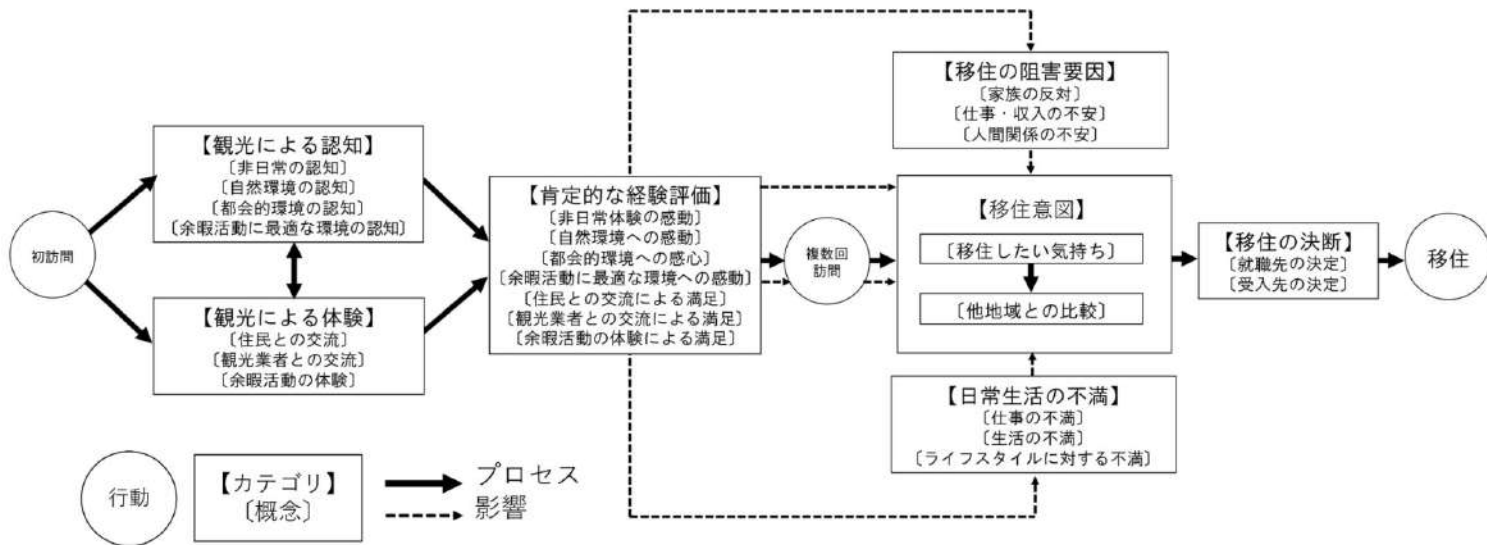 初訪問
【観光による認知】
〔非日常の認知〕
〔自然環境の認知〕
〔都会的環境の認知〕
〔余暇活動に最適な環境の認知〕
【観光による体験】
〔住民との交流〕
〔観光業者との交流〕
〔余暇活動の体験〕
【肯定的な経験評価】
〔非日常体験の感動〕
〔自然環境への感動〕
〔都会的環境への感心〕
〔余暇活動に最適な環境への感動〕
〔住民との交流による満足〕
〔観光業者との交流による満足〕
〔余暇活動の体験による満足〕
複数回
訪問
【移住の阻害要因】
〔家族の反対〕
〔仕事・収入の不安〕
〔人間関係の不安〕
【移住意図】
〔移住したい気持ち〕
〔他地域との比較〕
【日常生活の不満】
〔仕事の不満〕
〔生活の不満〕
〔ライフスタイルに対する不満〕
【移住の決断】
〔就職先の決定〕
〔受入先の決定〕
移住
行動
【カテゴリ】
〔概念〕
プロセス
影響